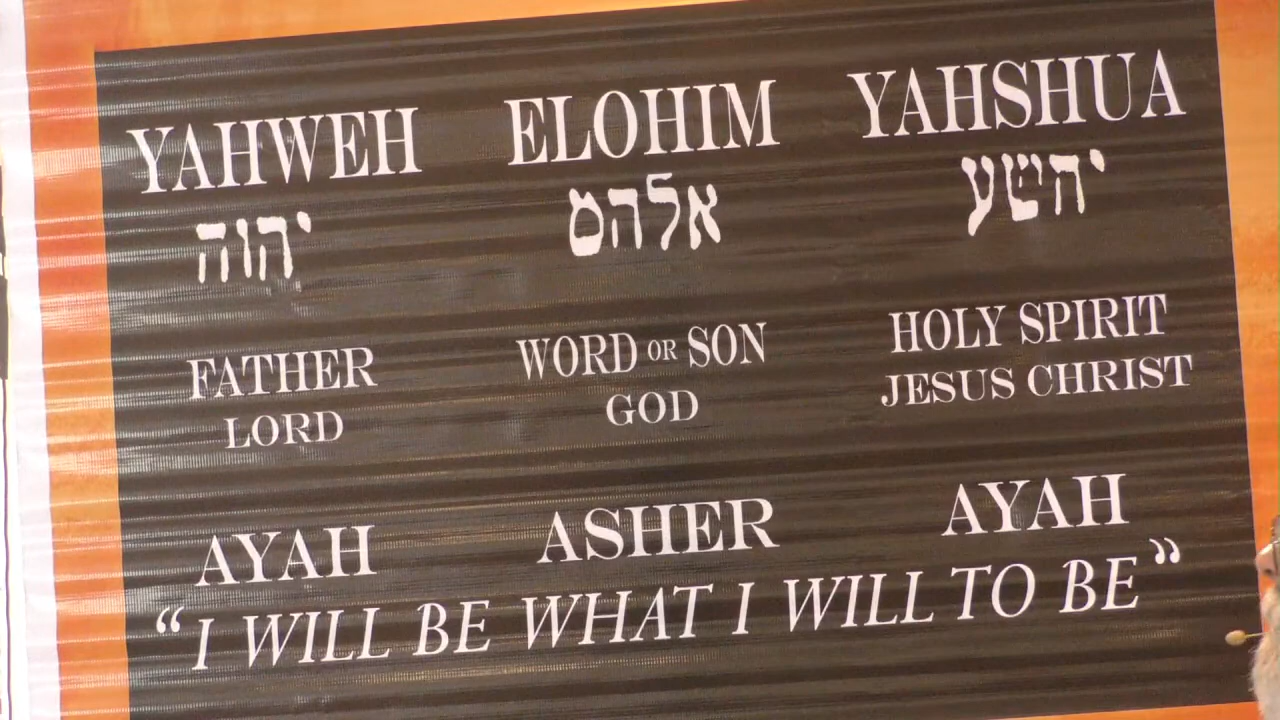 YAHWEH ELOHIM YAHSHUA
יהוה אלהם יהשע
FATHER WORD OR SON HOLY SPIRIT
LORD GOD JESUS CHRIST
AYAH ASHER AYAH
“I WILL BE WHAT I WILL TO BE”